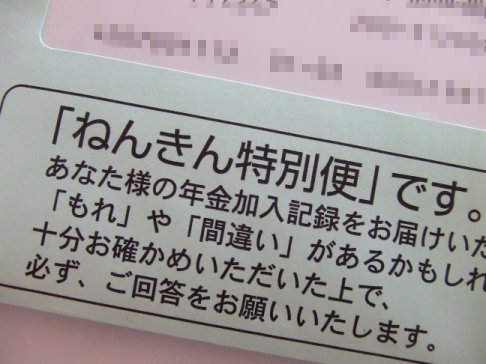 「ねんきん特別便」です。
あなた様の年金加入記録をお届けいた
「もれ」や「間違い」があるかもしれ
十分お確かめいただいた上で、
必ず、ご回答をお願いいたします。